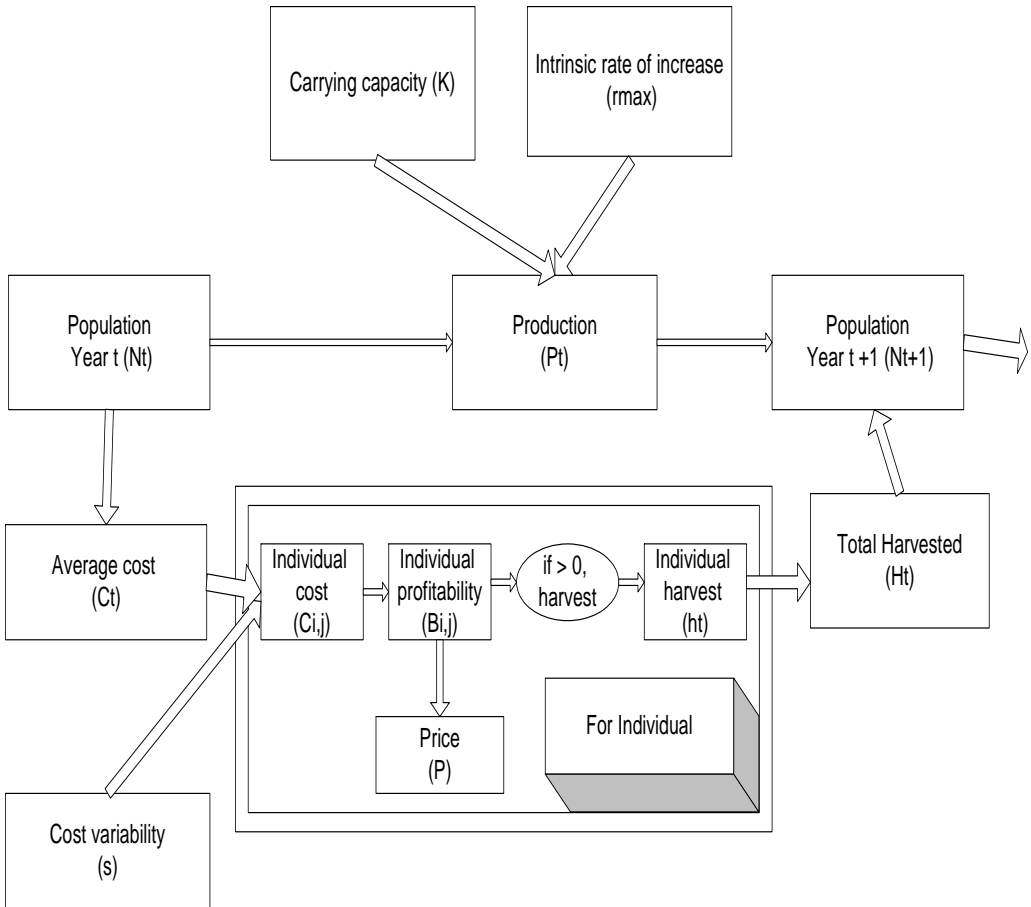 Carrying capacity (K)
Intrinsic rate of increase
(rmax)
Population
Year t (Nt)
Production
(Pt)
Population
Year t +1 (Nt+1)
Average cost
(Ct)
Individual
cost
(Ci,j)
Individual
profitability
(Bi,j)
if > 0,
harvest
Individual
harvest
(ht)
Total Harvested
(Ht)
Price
(P)
For Individual
Cost variability
(s)